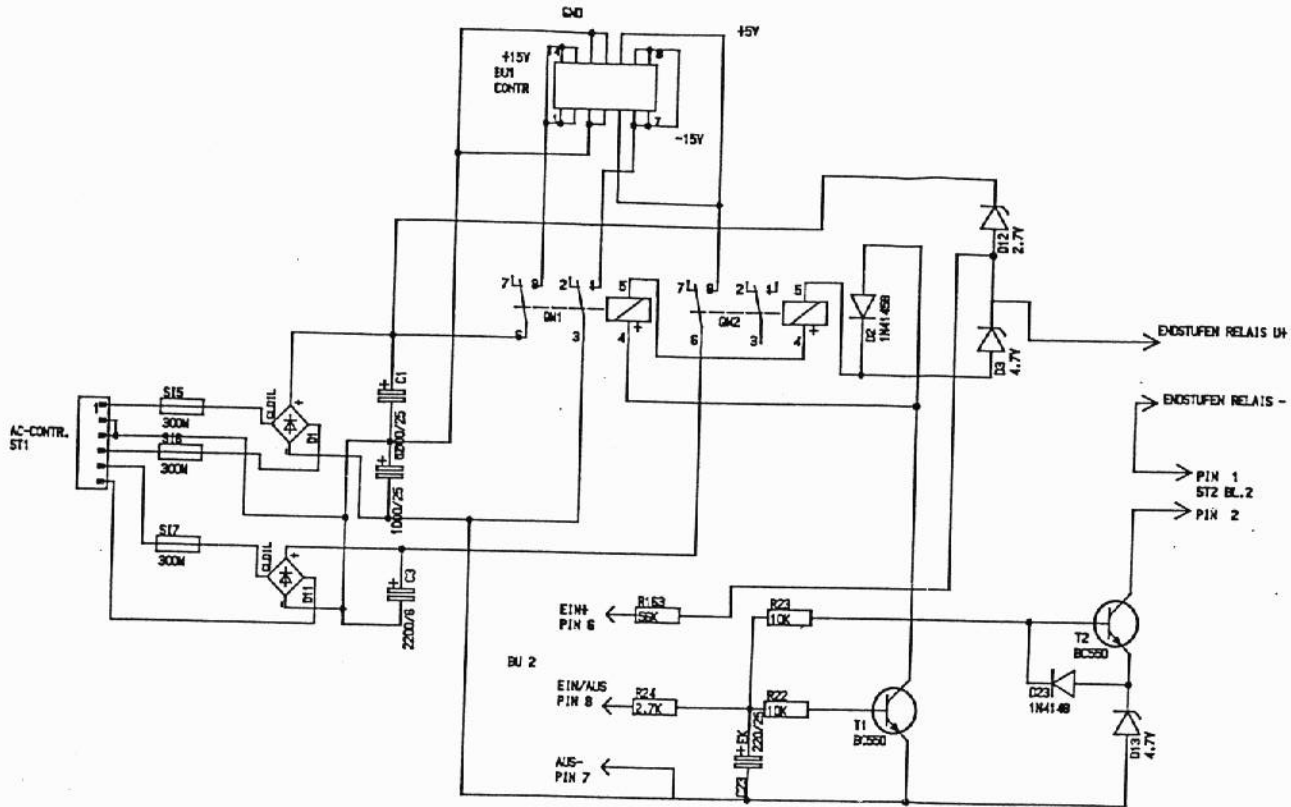 GND
+5V
+15V
BU1
CONTR
1
7
8
-15V
D12
2.7V
7
8
2
5
6
3
4
7
8
2
5
6
3
4
D2
D3
4.7V
ENDSTUFEN RELAIS U+
ENDSTUFEN RELAIS -
AC-CONTR.
ST1
1
SI5
300M
SI6
300M
SI7
300M
+
D1
+
D11
+
C1
+
1000/25
+
C3
2200/6
PIN 1
ST2 BL.2
PIN 2
EIN+
PIN 6
R163
56K
R23
10K
BU 2
EIN/AUS
PIN 8
R24
2.7K
R22
10K
T1
BC550
T2
BC550
D23
1N4148
D13
4.7V
+
220/25
C23
AUS-
PIN 7